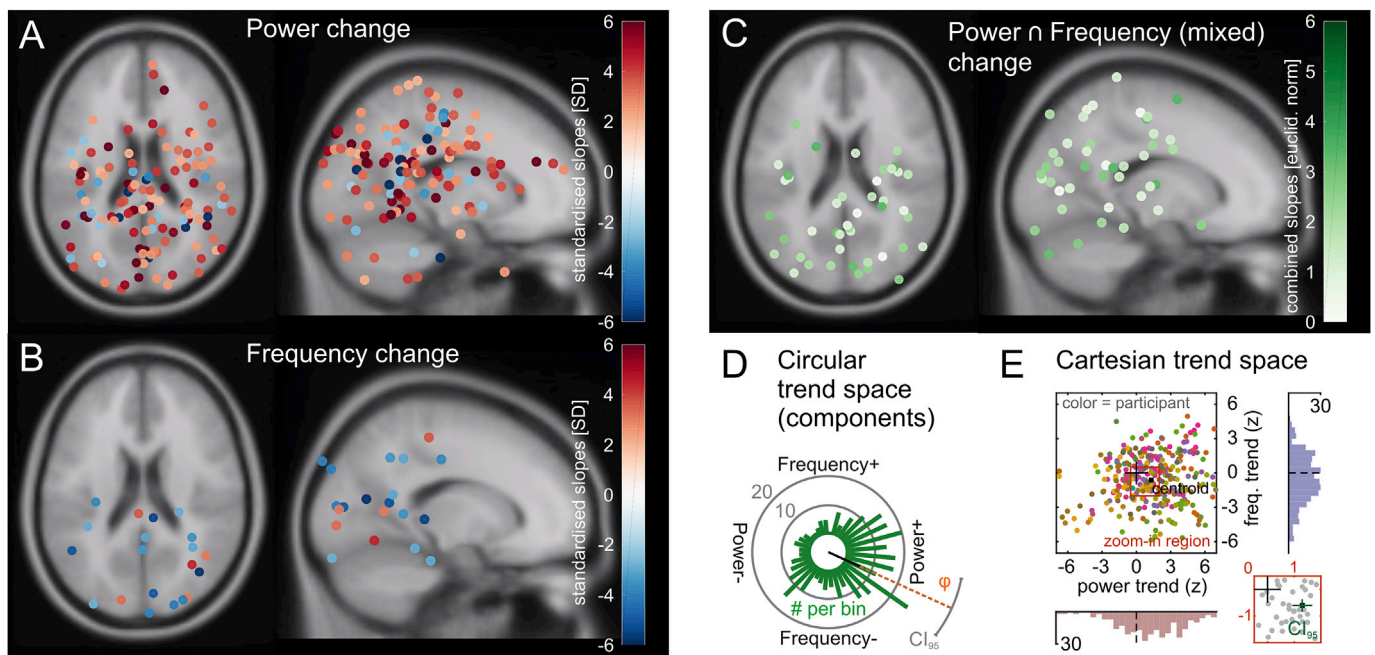 A
Power change
6
4
2
0
-2
-4
-6
standardised slopes [SD]
B
Frequency change
6
4
2
0
-2
-4
-6
standardised slopes [SD]
C
Power ∩ Frequency (mixed)
change
6
5
4
3
2
1
0
combined slopes [euclid. norm]
D
Circular
trend space
(components)
Frequency+
20
10
Power-
Power+
φ
# per bin
CI95
Frequency-
E
Cartesian trend space
color = participant
centroid
zoom-in region
6
3
0
-3
-6
freq. trend (z)
-6 -3 0 3 6
power trend (z)
30
30
0 1
-1
CI95